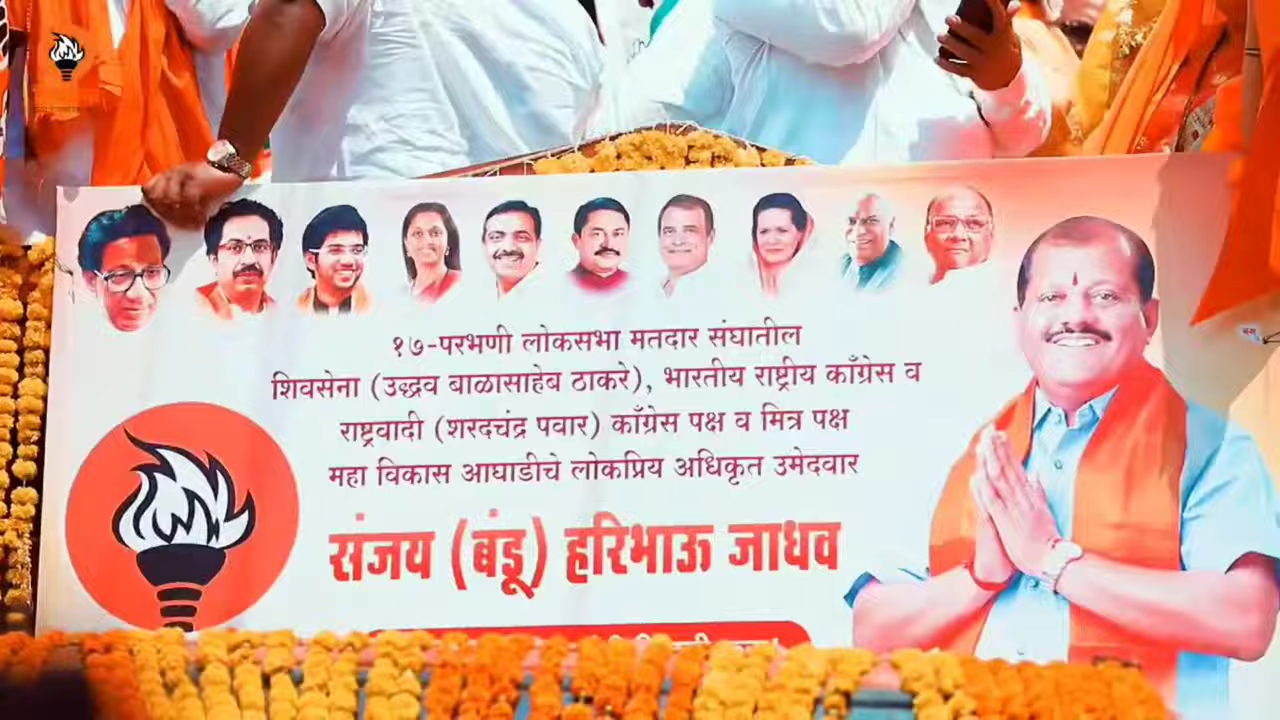 १७-परभणी लोकसभा मतदार संघातील
शिवसेना (उद्धव बाळासाहेब ठाकरे), भारतीय राष्ट्रीय काँग्रेस व
राष्ट्रवादी (शरदचंद्र पवार) काँग्रेस पक्ष व मित्र पक्ष
महा विकास आघाडीचे लोकप्रिय अधिकृत उमेदवार
संजय (बंडू) हरिभाऊ जाधव